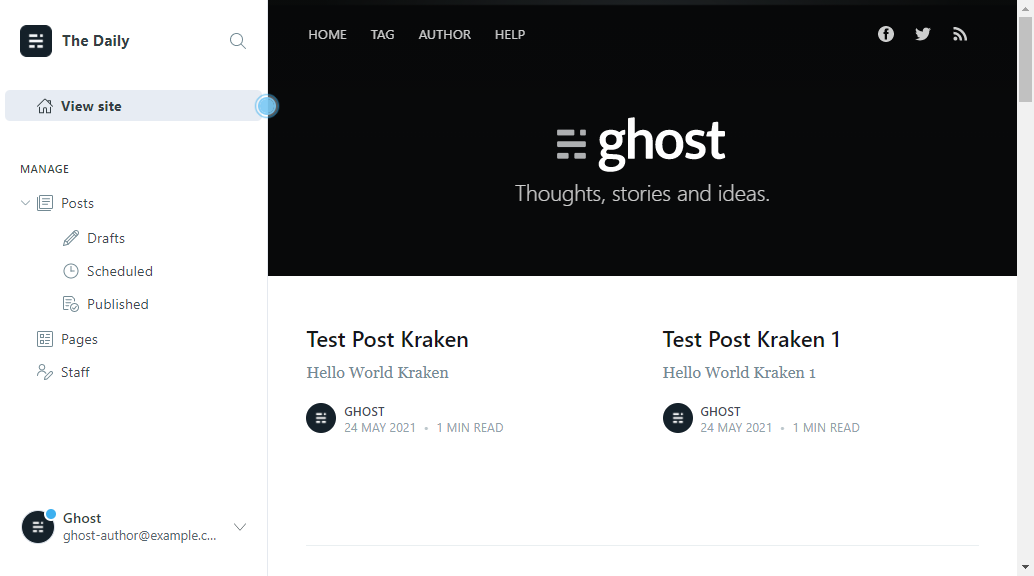 The Daily
View site
MANAGE
Posts
Drafts
Scheduled
Published
Pages
Staff
Ghost
ghost-author@example.c...
HOME TAG AUTHOR HELP
ghost
Thoughts, stories and ideas.
Test Post Kraken
Hello World Kraken
GHOST
24 MAY 2021 • 1 MIN READ
Test Post Kraken 1
Hello World Kraken 1
GHOST
24 MAY 2021 • 1 MIN READ